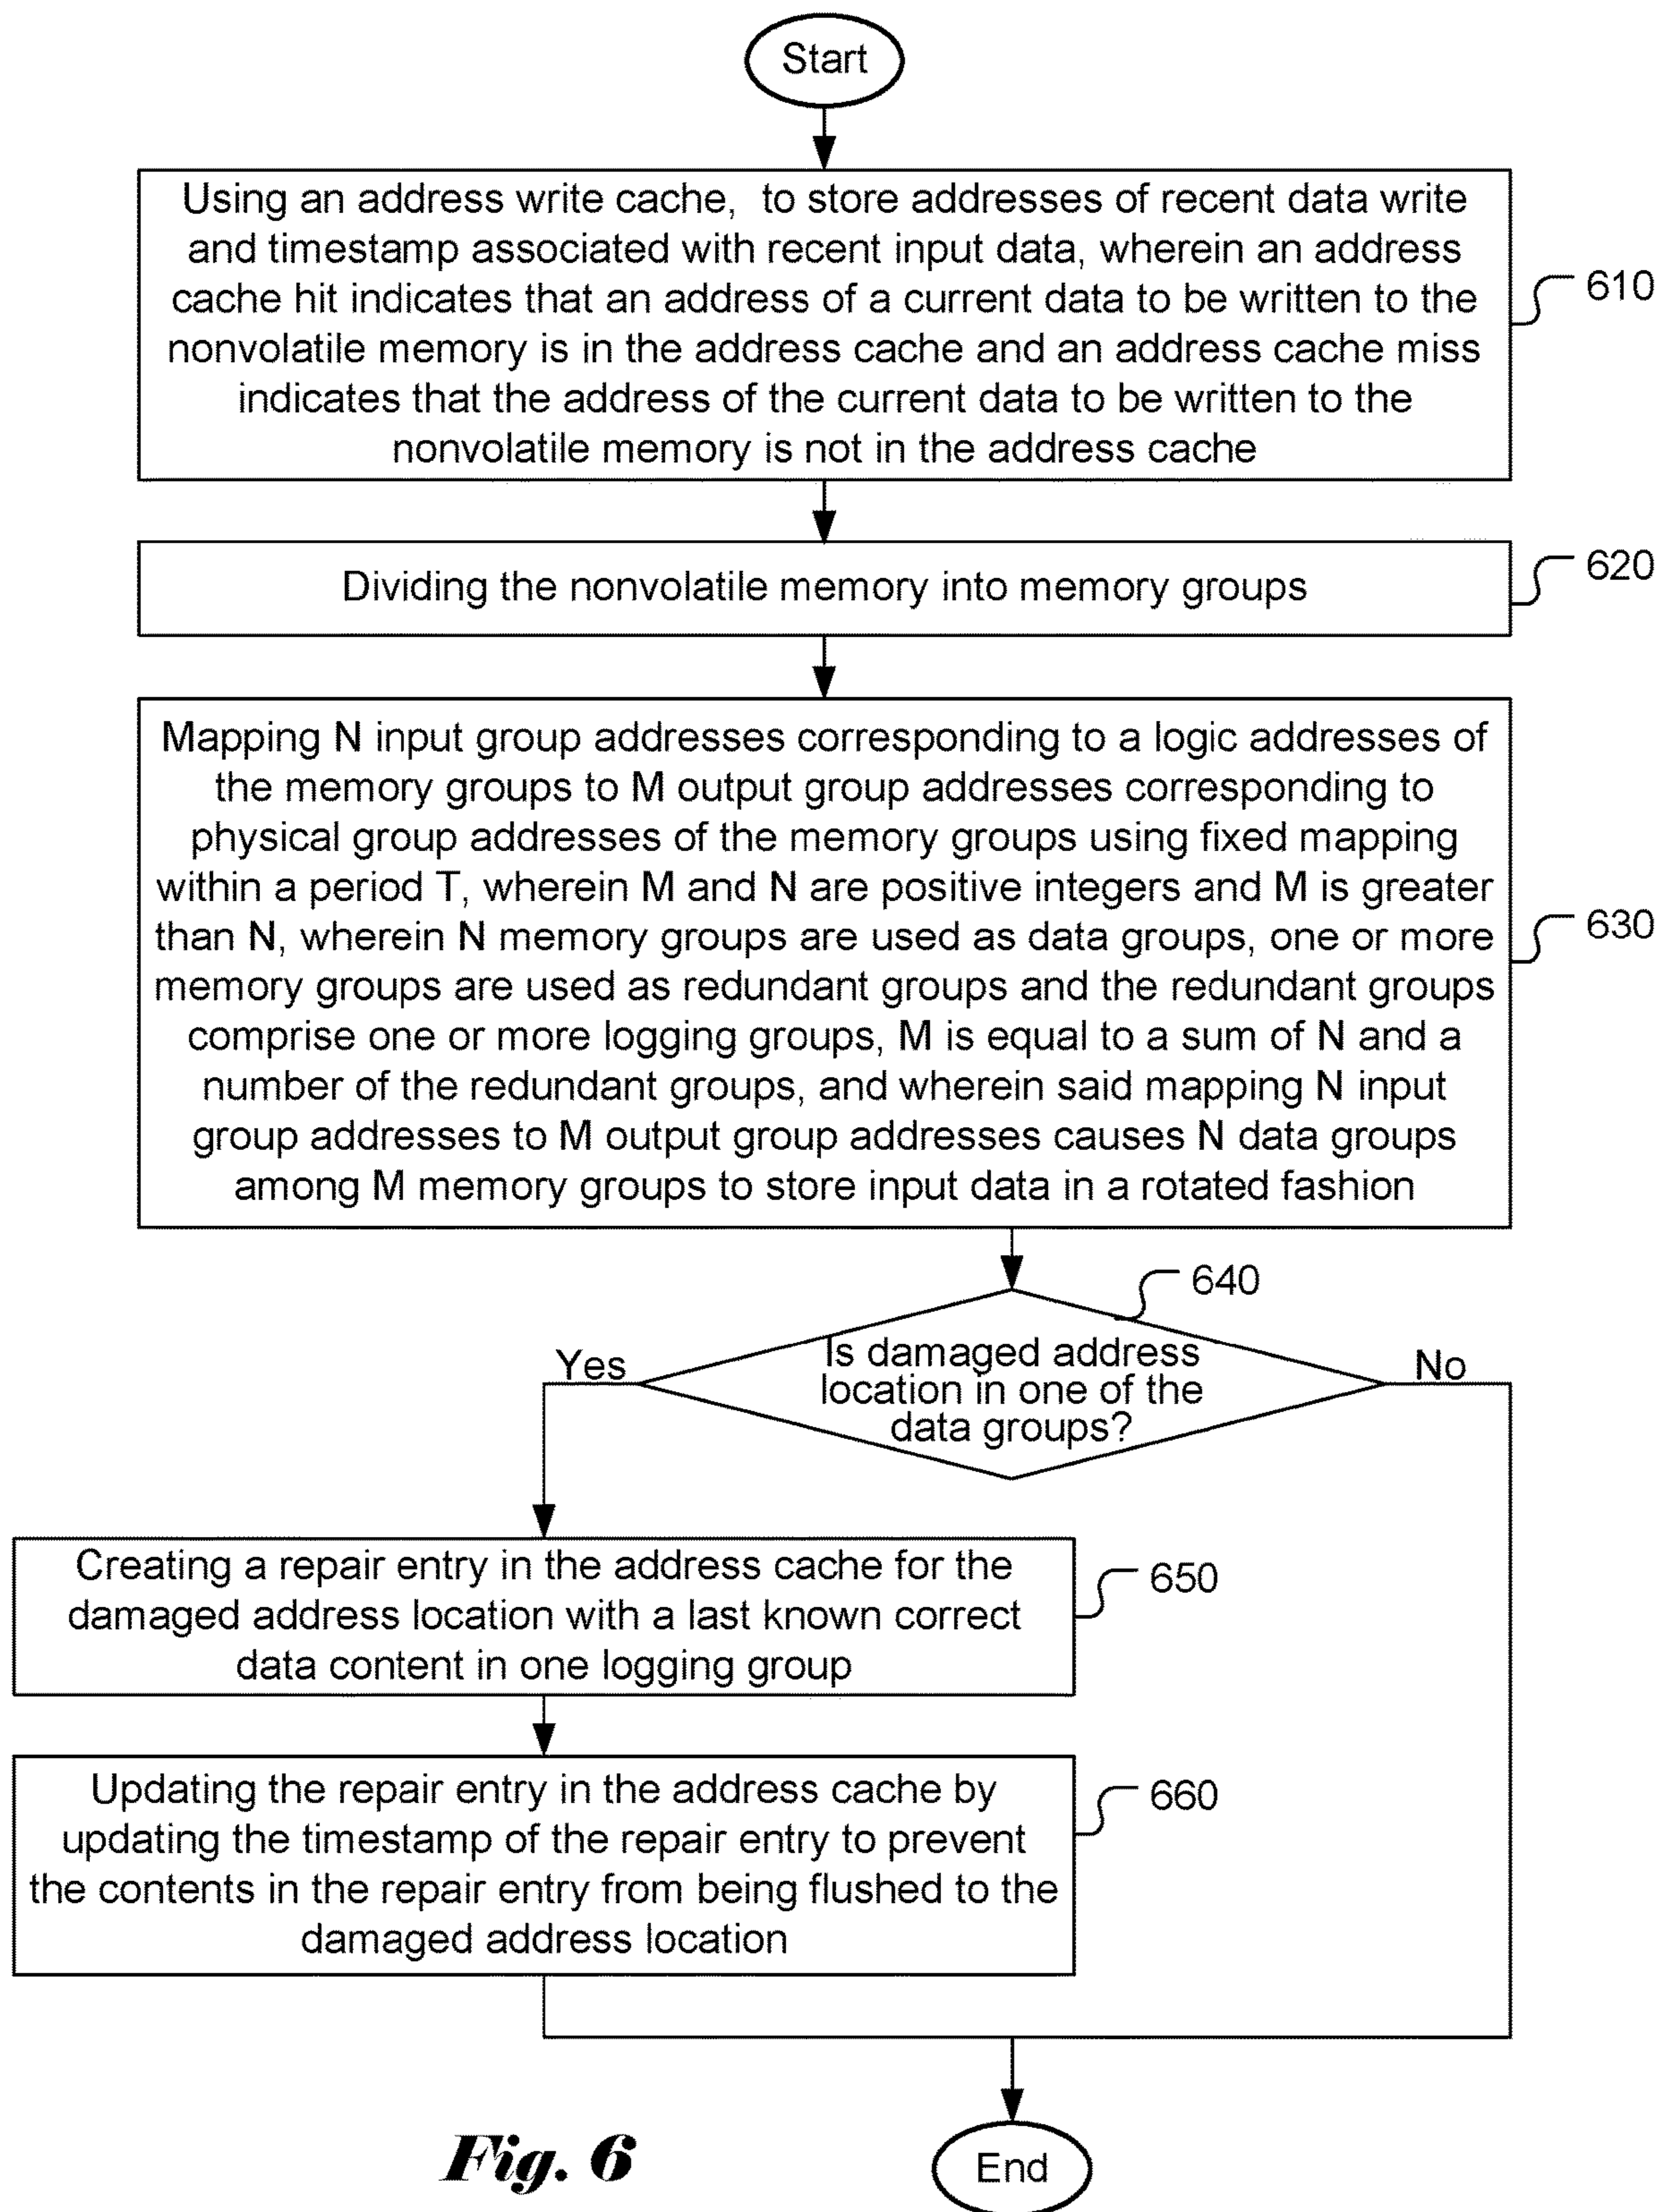 Start
Using an address write cache,  to store addresses of recent data write
and timestamp associated with recent input data, wherein an address
cache hit indicates that an address of a current data to be written to the
nonvolatile memory is in the address cache and an address cache miss
indicates that the address of the current data to be written to the
nonvolatile memory is not in the address cache
610
Dividing the nonvolatile memory into memory groups
620
Mapping N input group addresses corresponding to a logic addresses of
the memory groups to M output group addresses corresponding to
physical group addresses of the memory groups using fixed mapping
within a period T, wherein M and N are positive integers and M is greater
than N, wherein N memory groups are used as data groups, one or more
memory groups are used as redundant groups and the redundant groups
comprise one or more logging groups, M is equal to a sum of N and a
number of the redundant groups, and wherein said mapping N input
group addresses to M output group addresses causes N data groups
among M memory groups to store input data in a rotated fashion
630
640
Is damaged address
location in one of the
data groups?
Yes
No
Creating a repair entry in the address cache for the
damaged address location with a last known correct
data content in one logging group
650
Updating the repair entry in the address cache by
updating the timestamp of the repair entry to prevent
the contents in the repair entry from being flushed to the
damaged address location
660
End
Fig. 6